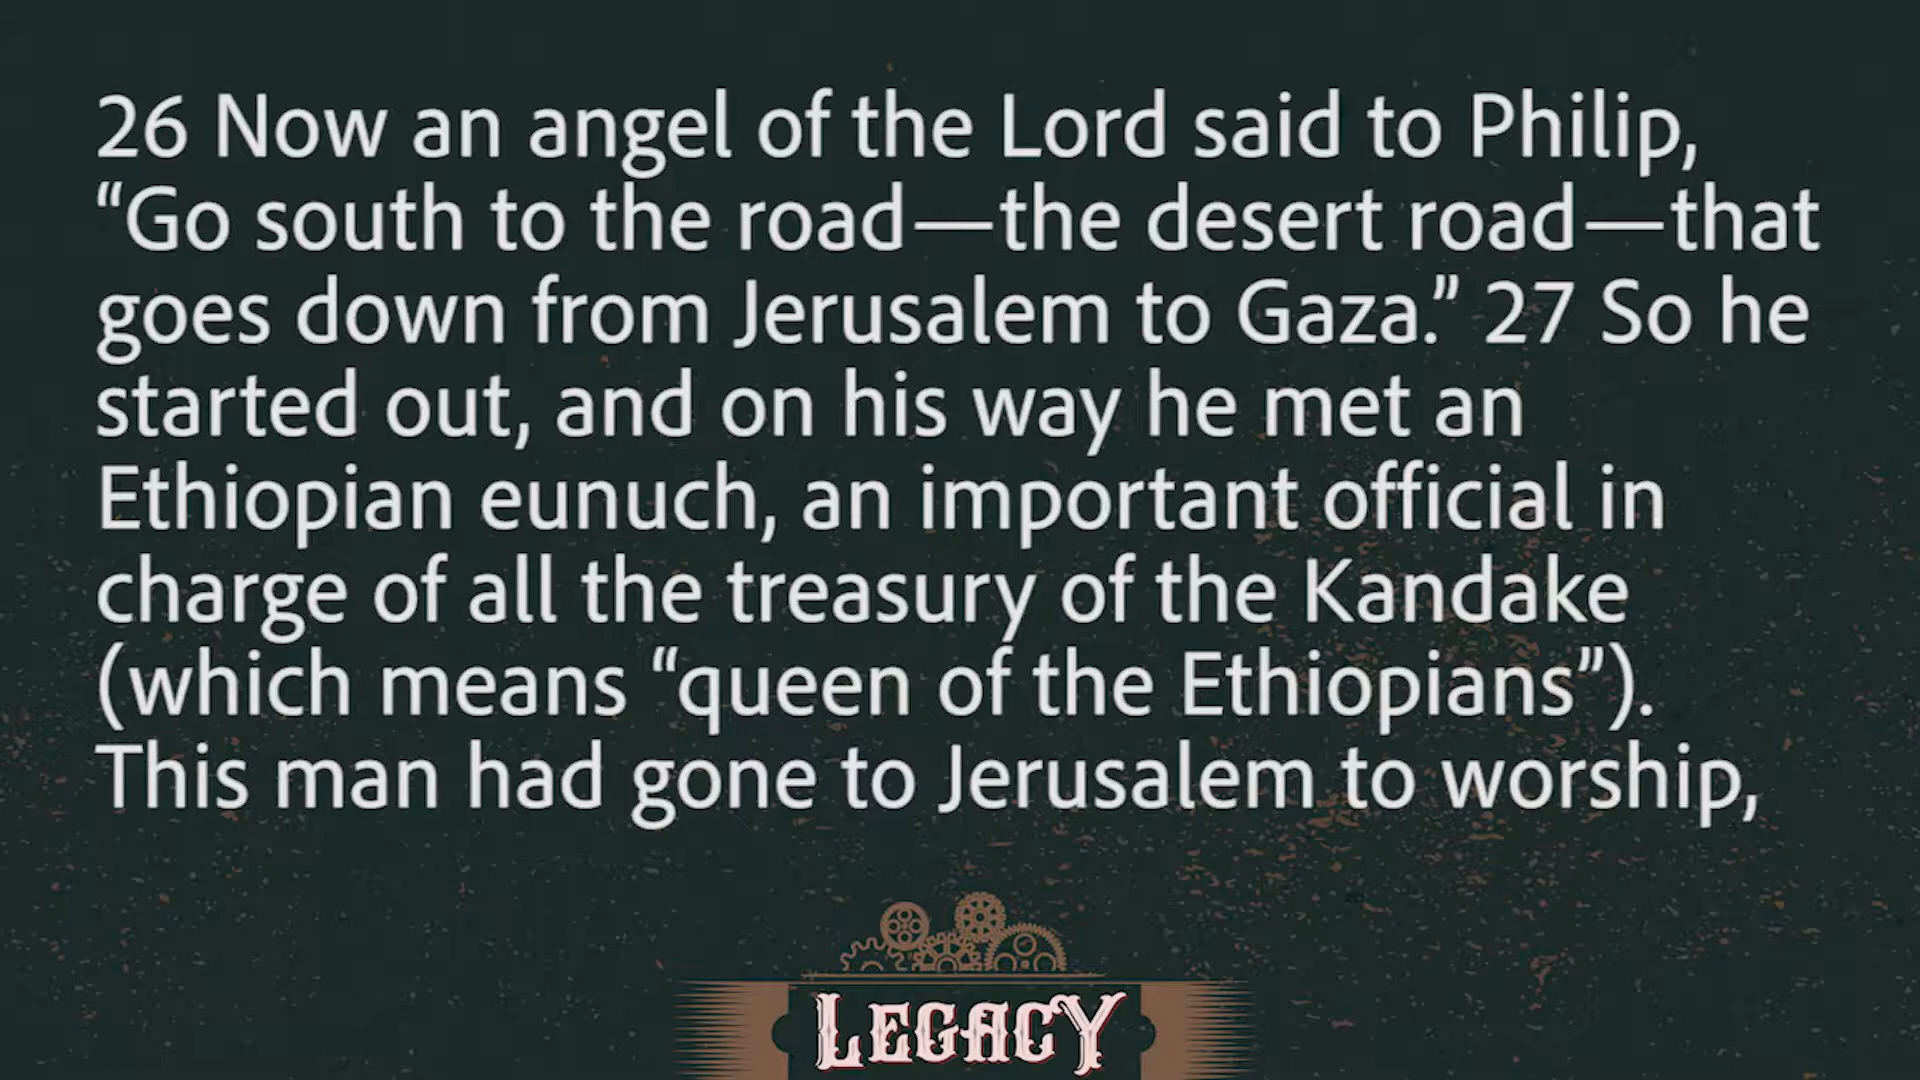 26 Now an angel of the Lord said to Philip,
“Go south to the road—the desert road—that
goes down from Jerusalem to Gaza.” 27 So he
started out, and on his way he met an
Ethiopian eunuch, an important official in
charge of all the treasury of the Kandake
(which means “queen of the Ethiopians”).
This man had gone to Jerusalem to worship,
LEGACY